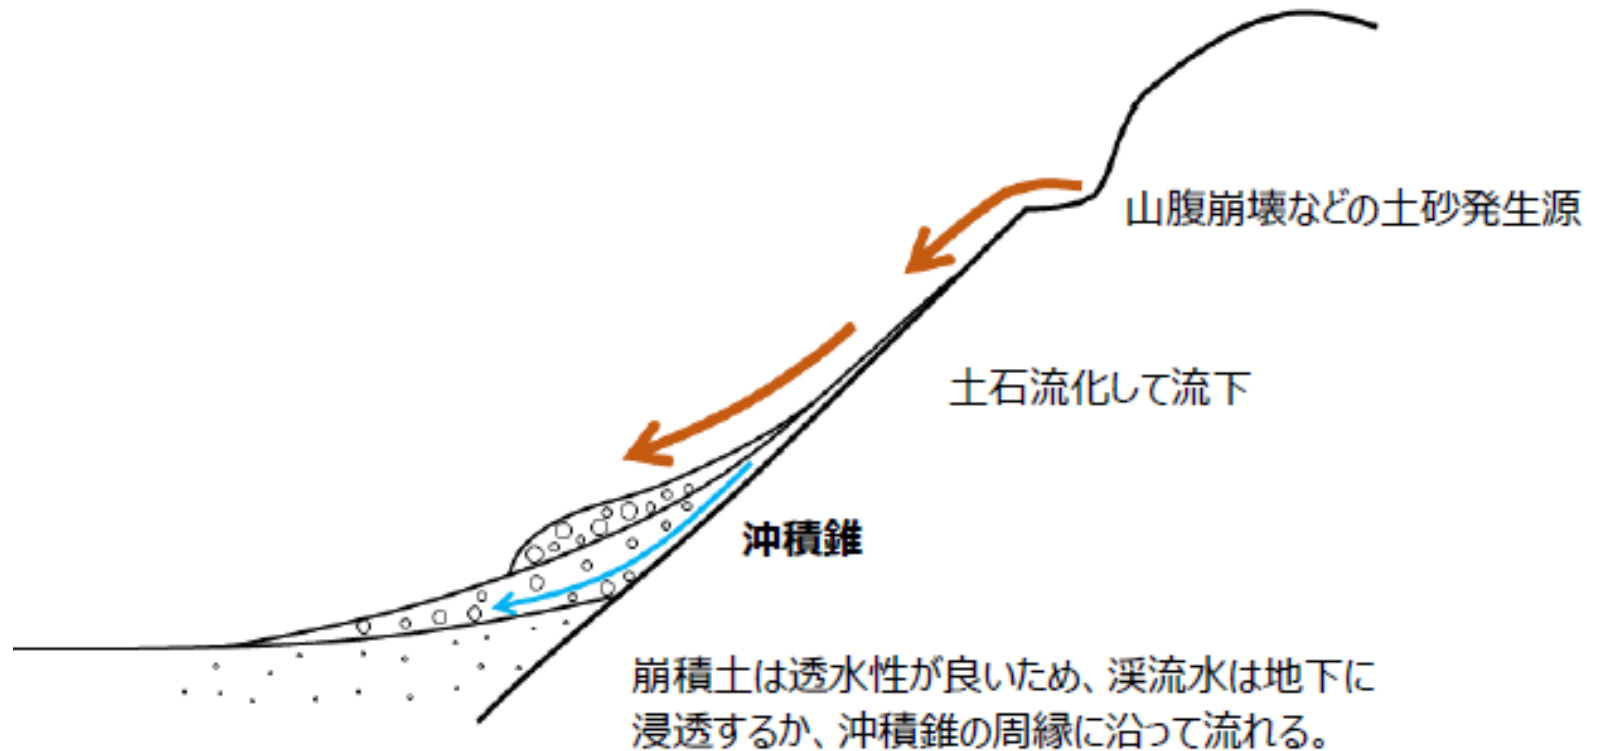 山腹崩壊などの土砂発生源
土石流化して流下
沖積錐
崩積土は透水性が良いため、渓流水は地下に
浸透するか、沖積錐の周縁に沿って流れる。